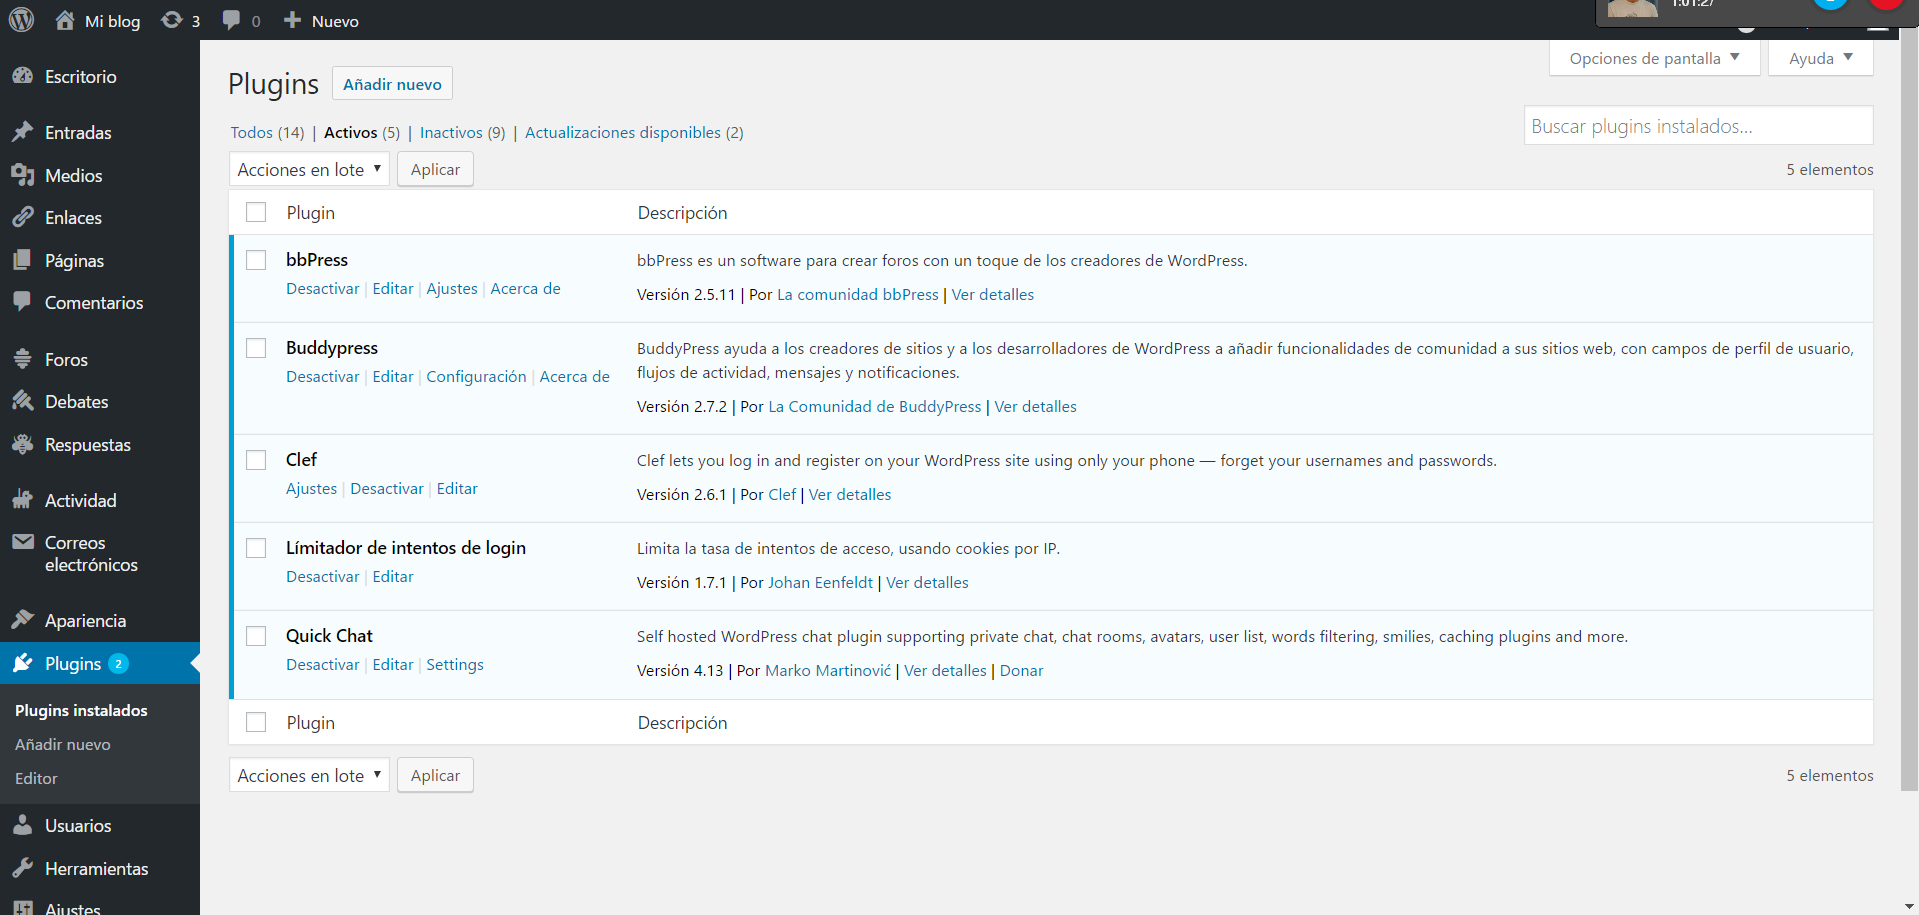 Mi blog 3 0 Nuevo
1:01:27
Opciones de pantalla Ayuda
Escritorio
Entradas
Medios
Enlaces
Páginas
Comentarios
Foros
Debates
Respuestas
Actividad
Correos
electrónicos
Apariencia
Plugins 2
Plugins instalados
Añadir nuevo
Editor
Usuarios
Herramientas
Ajustes
Plugins Añadir nuevo
Todos (14) | Activos (5) | Inactivos (9) | Actualizaciones disponibles (2)
Buscar plugins instalados...
Acciones en lote Aplicar
5 elementos
Plugin Descripción
bbPress
Desactivar | Editar | Ajustes | Acerca de
bbPress es un software para crear foros con un toque de los creadores de WordPress.
Versión 2.5.11 | Por La comunidad bbPress | Ver detalles
Buddypress
Desactivar | Editar | Configuración | Acerca de
BuddyPress ayuda a los creadores de sitios y a los desarrolladores de WordPress a añadir funcionalidades de comunidad a sus sitios web, con campos de perfil de usuario,
flujos de actividad, mensajes y notificaciones.
Versión 2.7.2 | Por La Comunidad de BuddyPress | Ver detalles
Clef
Ajustes | Desactivar | Editar
Clef lets you log in and register on your WordPress site using only your phone — forget your usernames and passwords.
Versión 2.6.1 | Por Clef | Ver detalles
Límitador de intentos de login
Desactivar | Editar
Limita la tasa de intentos de acceso, usando cookies por IP.
Versión 1.7.1 | Por Johan Eenfeldt | Ver detalles
Quick Chat
Desactivar | Editar | Settings
Self hosted WordPress chat plugin supporting private chat, chat rooms, avatars, user list, words filtering, smilies, caching plugins and more.
Versión 4.13 | Por Marko Martinović | Ver detalles | Donar
Plugin Descripción
Acciones en lote Aplicar
5 elementos